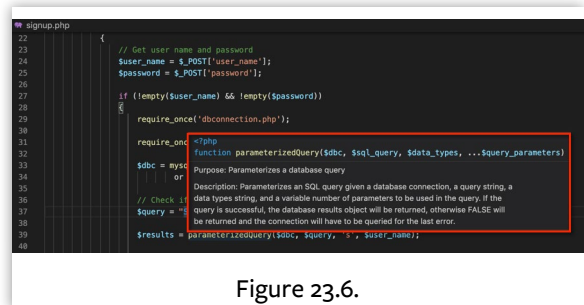 signup.php
22 {
23 // Get user name and password
24 $user_name = $_POST['user_name'];
25 $password = $_POST['password'];
26
27 if (!empty($user_name) && !empty($password))
28 {
29 require_once('dbconnection.php');
30
31 require_onc
32
33 $dbc = mysq
34 or
35
36 // Check if
37 $query = "S
38
39 $results = parameterizedQuery($dbc, $query, 's', $user_name);
40
<?php
function parameterizedQuery($dbc, $sql_query, $data_types, ...$query_parameters)
Purpose: Parameterizes a database query
Description: Parameterizes an SQL query given a database connection, a query string, a
data types string, and a variable number of parameters to be used in the query. If the
query is successful, the database results object will be returned, otherwise FALSE will
be returned and the connection will have to be queried for the last error.
Figure 23.6.